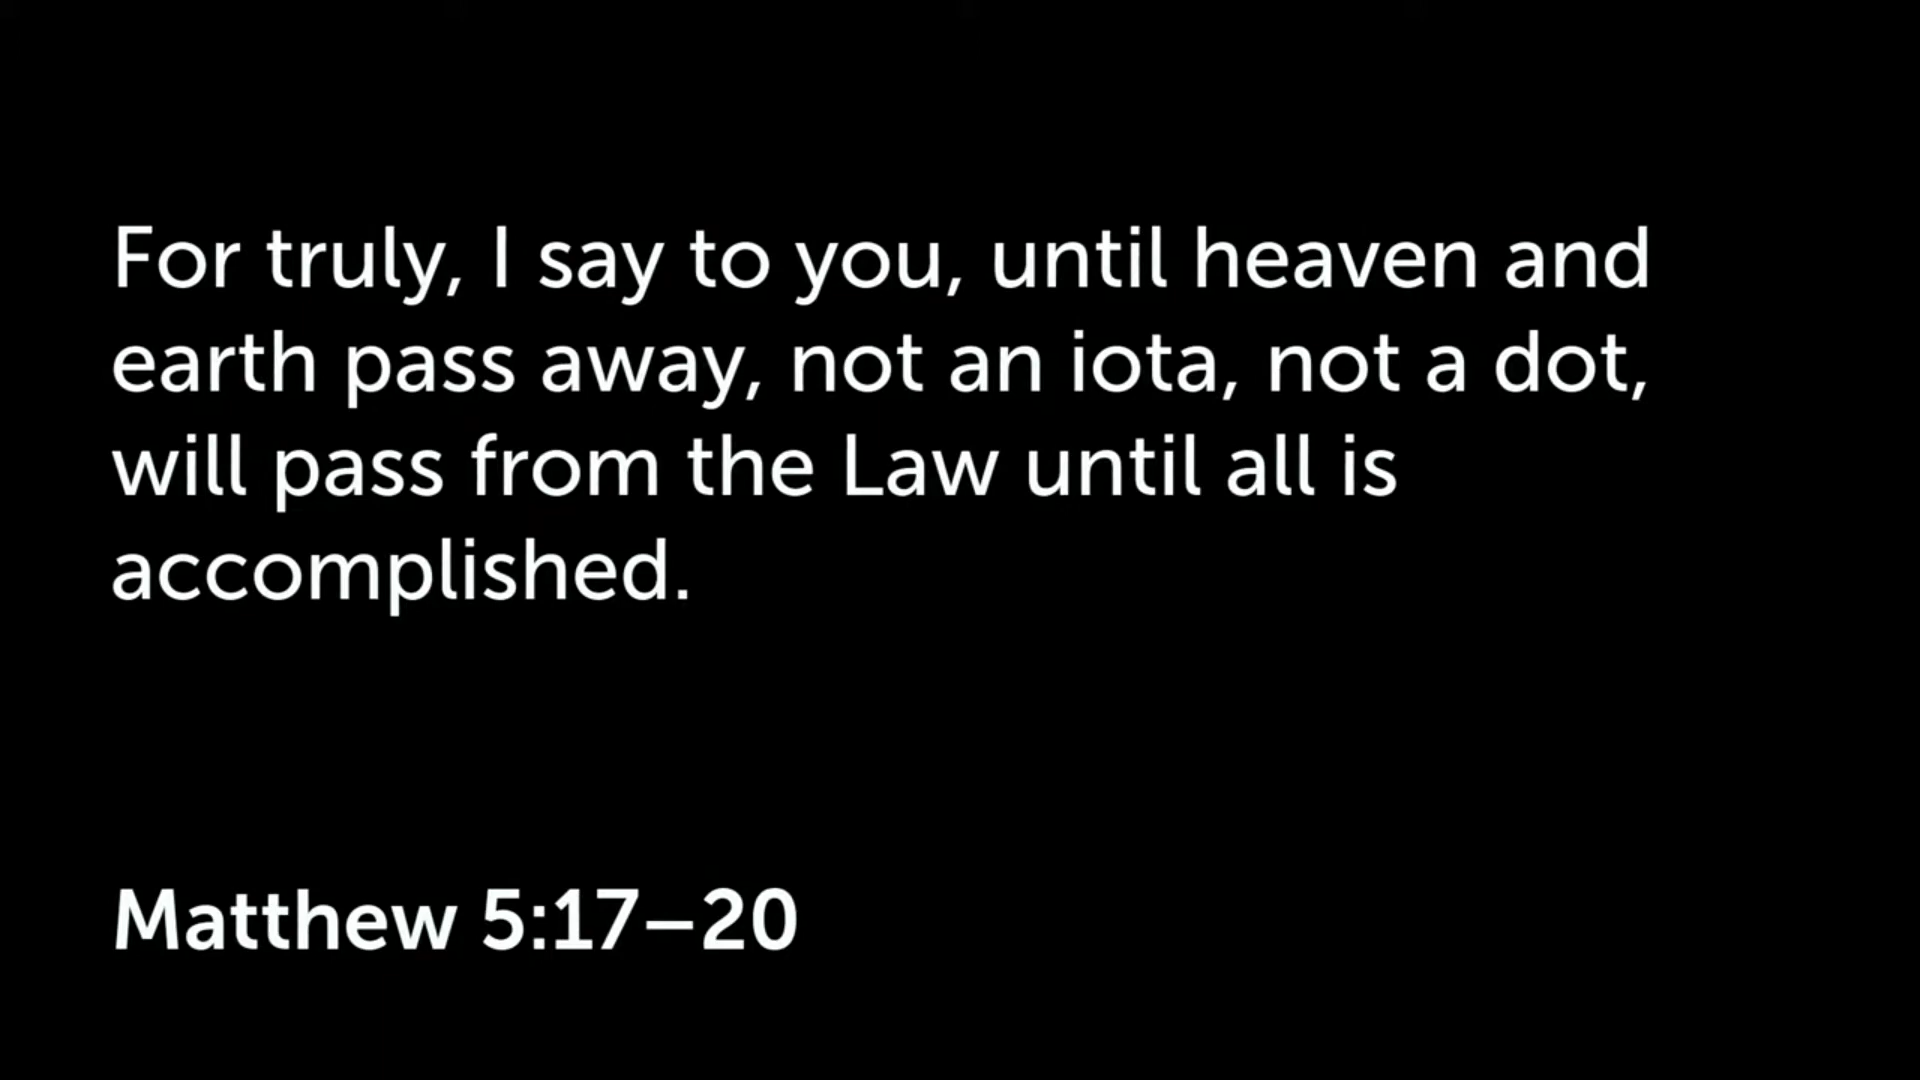 For truly, I say to you, until heaven and
earth pass away, not an iota, not a dot,
will pass from the Law until all is
accomplished.
Matthew 5:17–20